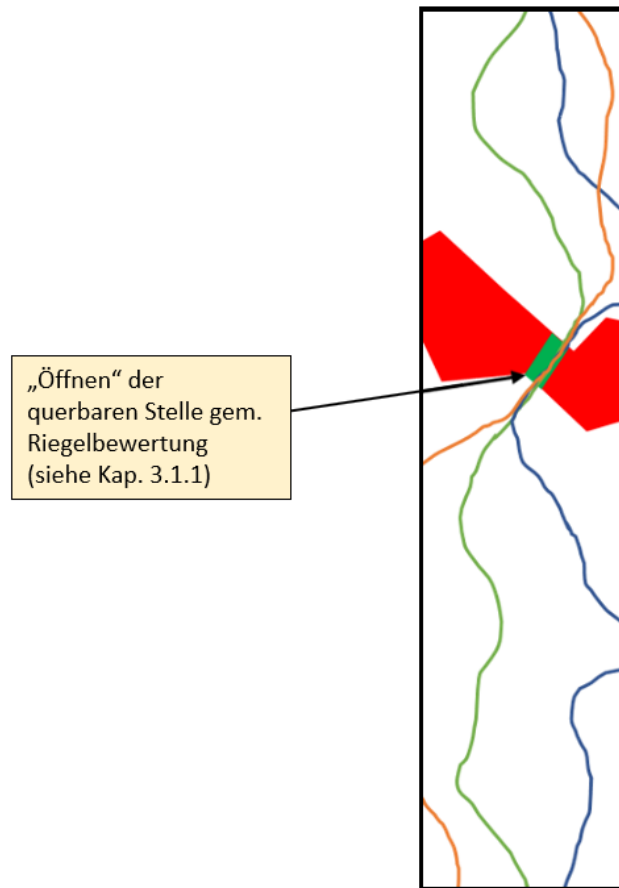 „Öffnen“ der
querbaren Stelle gem.
Riegelbewertung
(siehe Kap. 3.1.1)